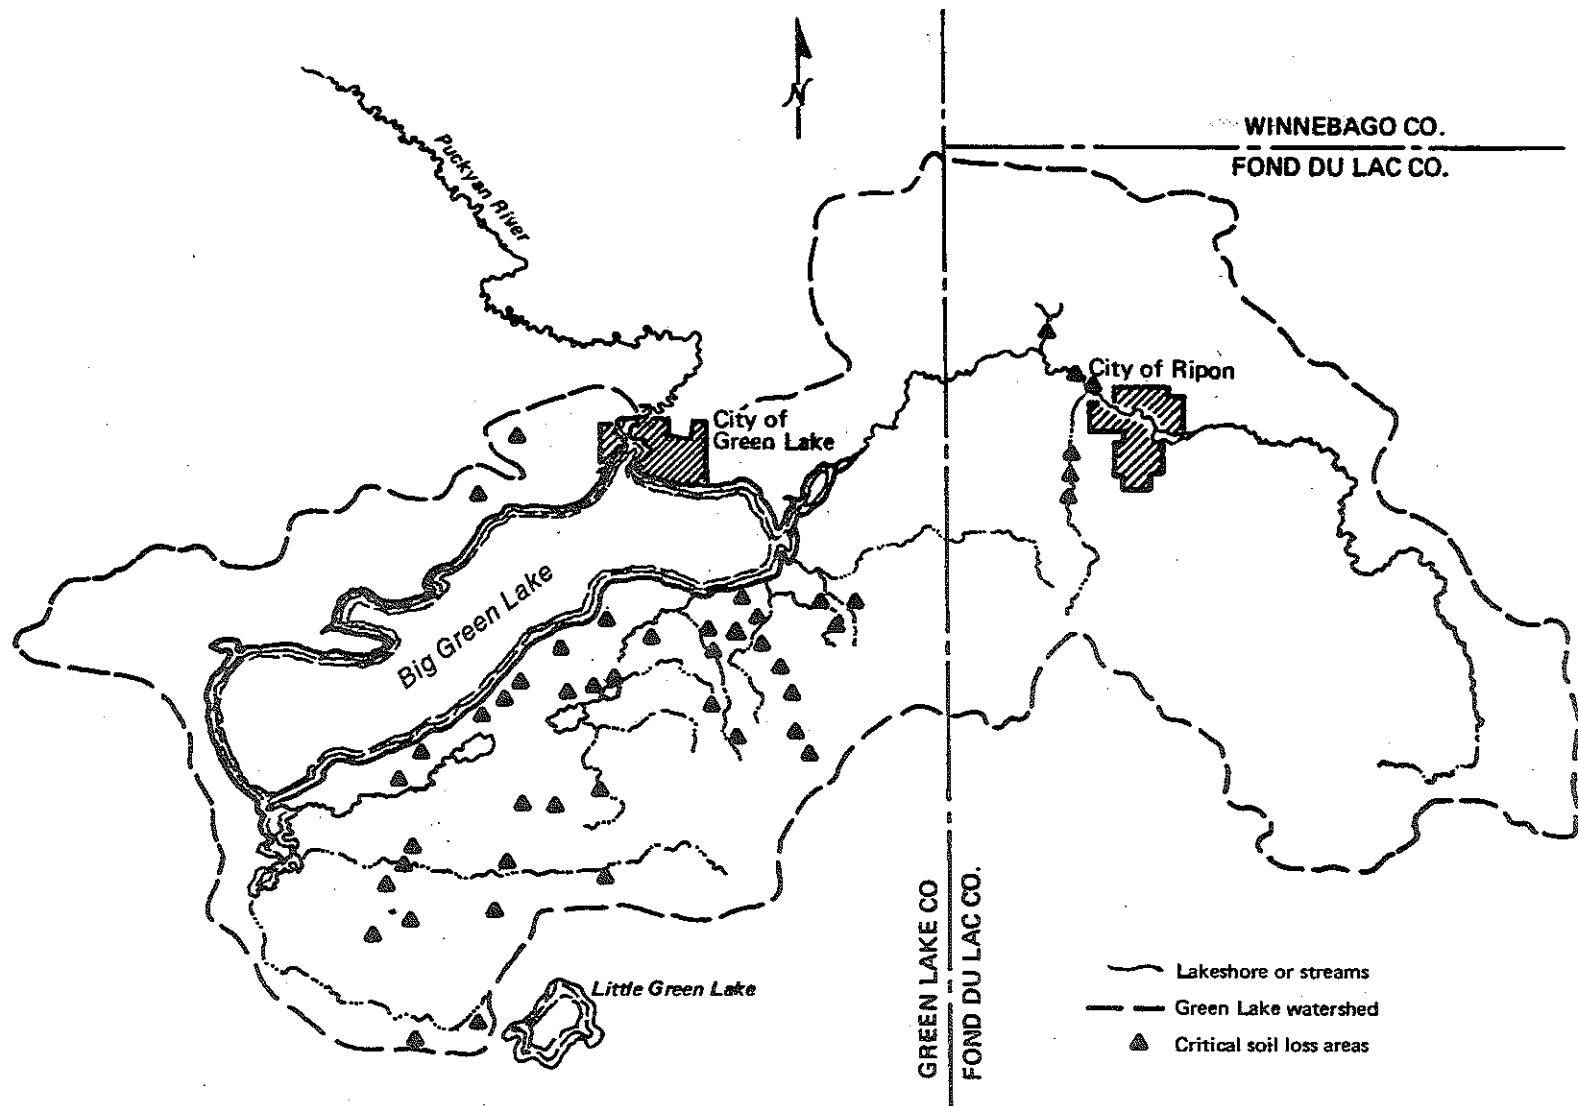 N
WINNEBAGO CO.
FOND DU LAC CO.
Puckyan River
City of Ripon
City of
Green Lake
Big Green Lake
Little Green Lake
GREEN LAKE CO
FOND DU LAC CO.
Lakeshore or streams
Green Lake watershed
Critical soil loss areas